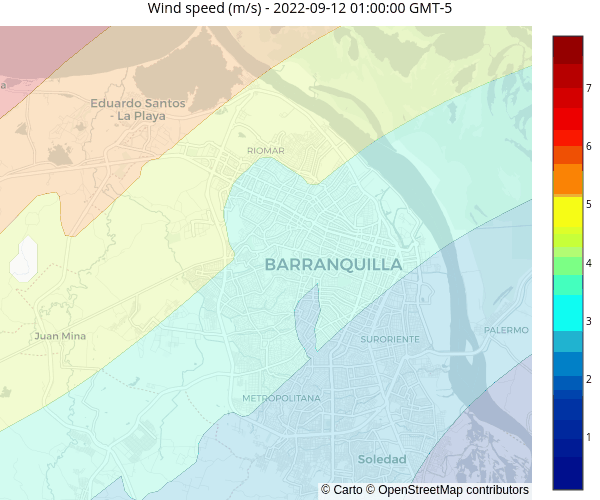 Wind speed (m/s) - 2022-09-12 01:00:00 GMT-5
a
Eduardo Santos
- La Playa
RIOMAR
BARRANQUILLA
Juan Mina
SURORIENTE
PALERMO
METROPOLITANA
Soledad
© Carto © OpenStreetMap contributors
7
6
5
4
3
2
1